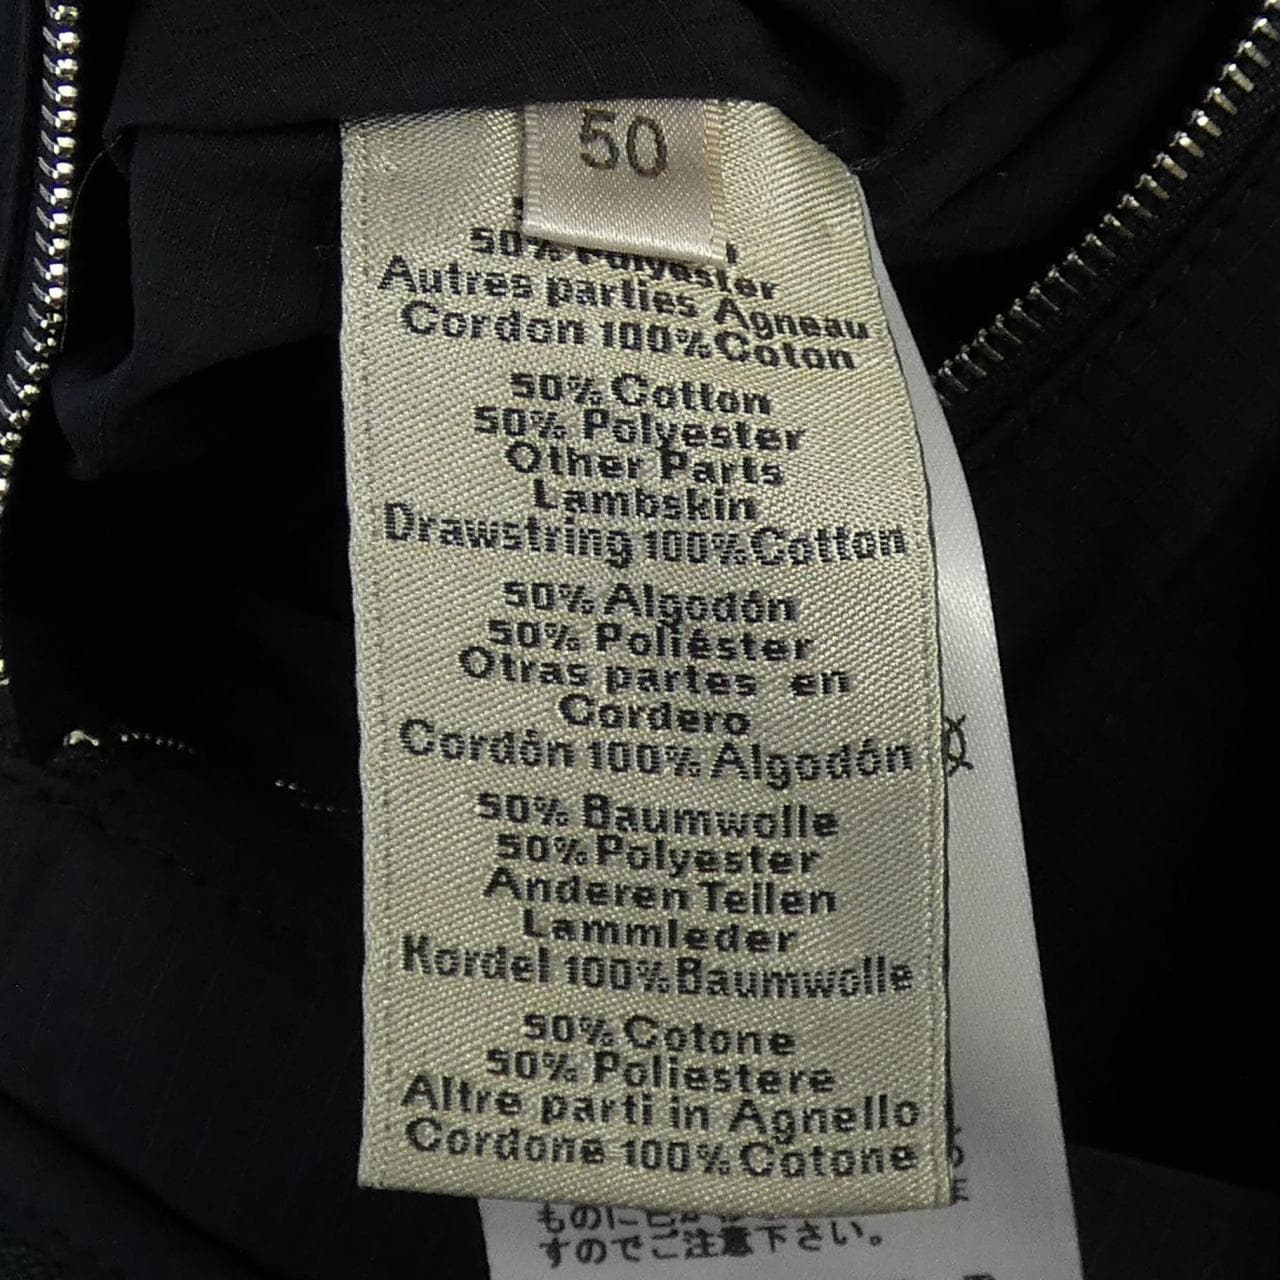 50
50% Polyester
Autres parties Agneau
Cordon 100% Coton
50% Cotton
50% Polyester
Other Parts
Lambskin
Drawstring 100% Cotton
50% Algodón
50% Poliéster
Otras partes en
Cordero
Cordón 100% Algodón
50% Baumwolle
50% Polyester
Anderen Teilen
Lammleder
Kordel 100% Baumwolle
50% Cotone
50% Poliestere
Altre parti in Agnello
Cordone 100% Cotone
ものに
すのでご注意下さい。